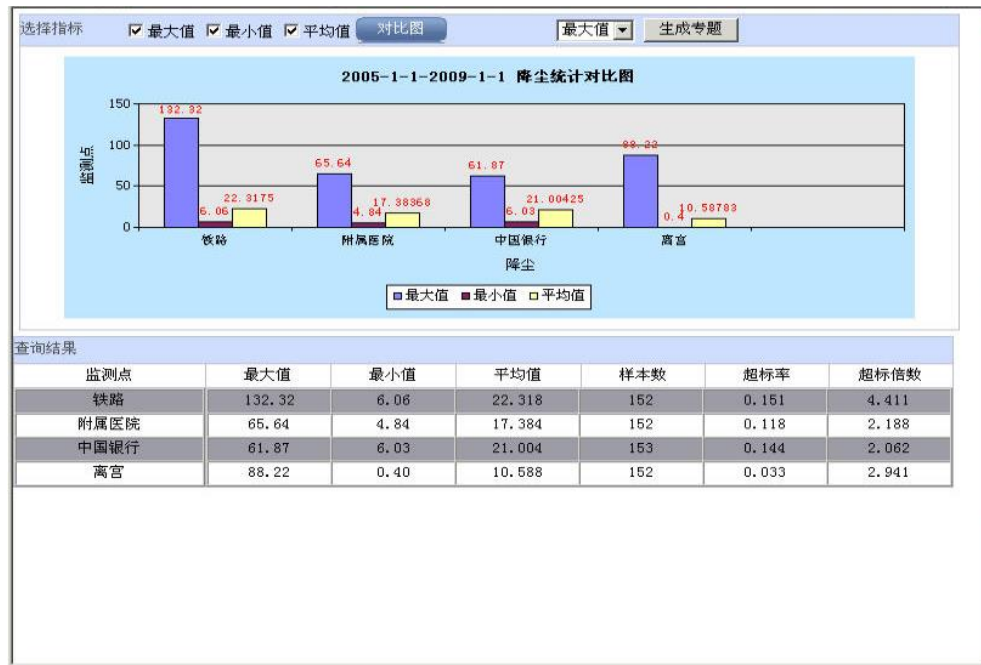 选择指标 最大值 最小值 平均值 对比图 最大值 生成专题
2005-1-1-2009-1-1 降尘统计对比图
监测点
150
100
50
0
132.32
6.06
22.3175
65.64
4.84
17.38368
61.87
6.03
21.00425
88.22
0.4
10.58783
铁路 附属医院 中国银行 离宫
降尘
最大值 最小值 平均值
查询结果
监测点 最大值 最小值 平均值 样本数 超标率 超标倍数
铁路 132.32 6.06 22.318 152 0.151 4.411
附属医院 65.64 4.84 17.384 152 0.118 2.188
中国银行 61.87 6.03 21.004 153 0.144 2.062
离宫 88.22 0.40 10.588 152 0.033 2.941